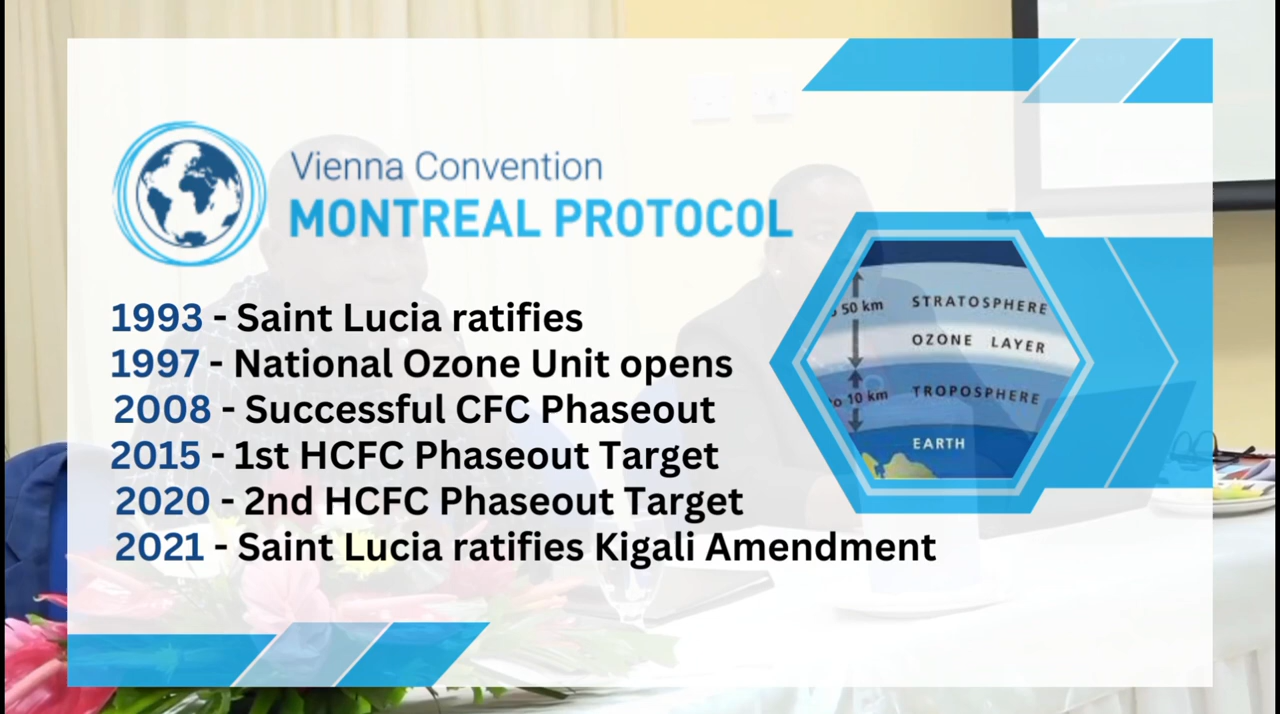 Vienna Convention
MONTREAL PROTOCOL
1993 - Saint Lucia ratifies
1997 - National Ozone Unit opens
2008 - Successful CFC Phaseout
2015 - 1st HCFC Phaseout Target
2020 - 2nd HCFC Phaseout Target
2021 - Saint Lucia ratifies Kigali Amendment
50 km
STRATOSPHERE
OZONE LAYER
10 km
TROPOSPHERE
EARTH